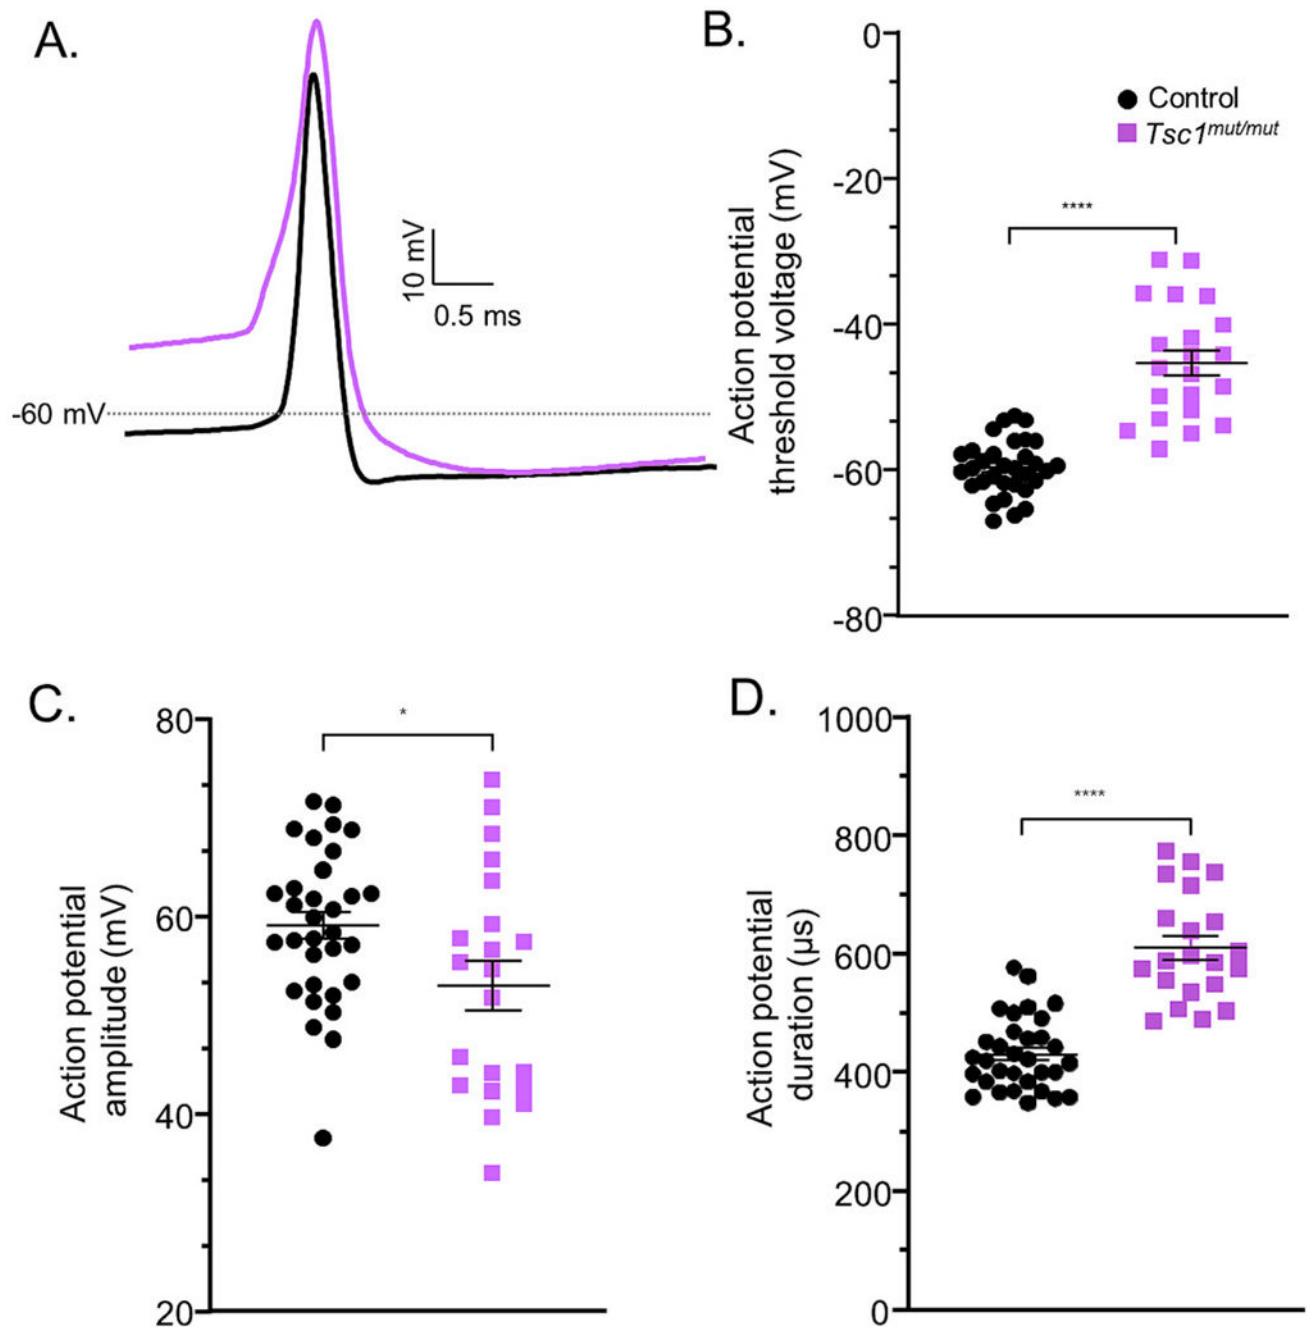 A.
10 mV
0.5 ms
-60 mV
B.
Action potential
threshold voltage (mV)
0
-20
-40
-60
-80
Control
Tsc1mut/mut
****
C.
Action potential
amplitude (mV)
80
60
40
20
*
D.
Action potential
duration (µs)
1000
800
600
400
200
0
****